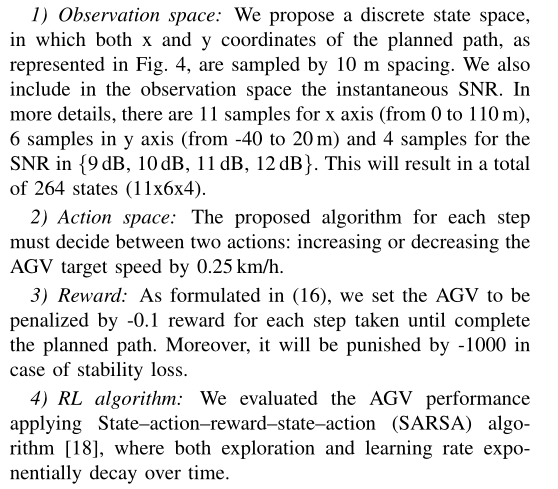 1) Observation space: We propose a discrete state space,
in which both x and y coordinates of the planned path, as
represented in Fig. 4, are sampled by 10 m spacing. We also
include in the observation space the instantaneous SNR. In
more details, there are 11 samples for x axis (from 0 to 110 m),
6 samples in y axis (from -40 to 20 m) and 4 samples for the
SNR in {9 dB, 10 dB, 11 dB, 12 dB}. This will result in a total
of 264 states (11x6x4).
2) Action space: The proposed algorithm for each step
must decide between two actions: increasing or decreasing the
AGV target speed by 0.25 km/h.
3) Reward: As formulated in (16), we set the AGV to be
penalized by -0.1 reward for each step taken until complete
the planned path. Moreover, it will be punished by -1000 in
case of stability loss.
4) RL algorithm: We evaluated the AGV performance
applying State–action–reward–state–action (SARSA) algo-
rithm [18], where both exploration and learning rate expo-
nentially decay over time.